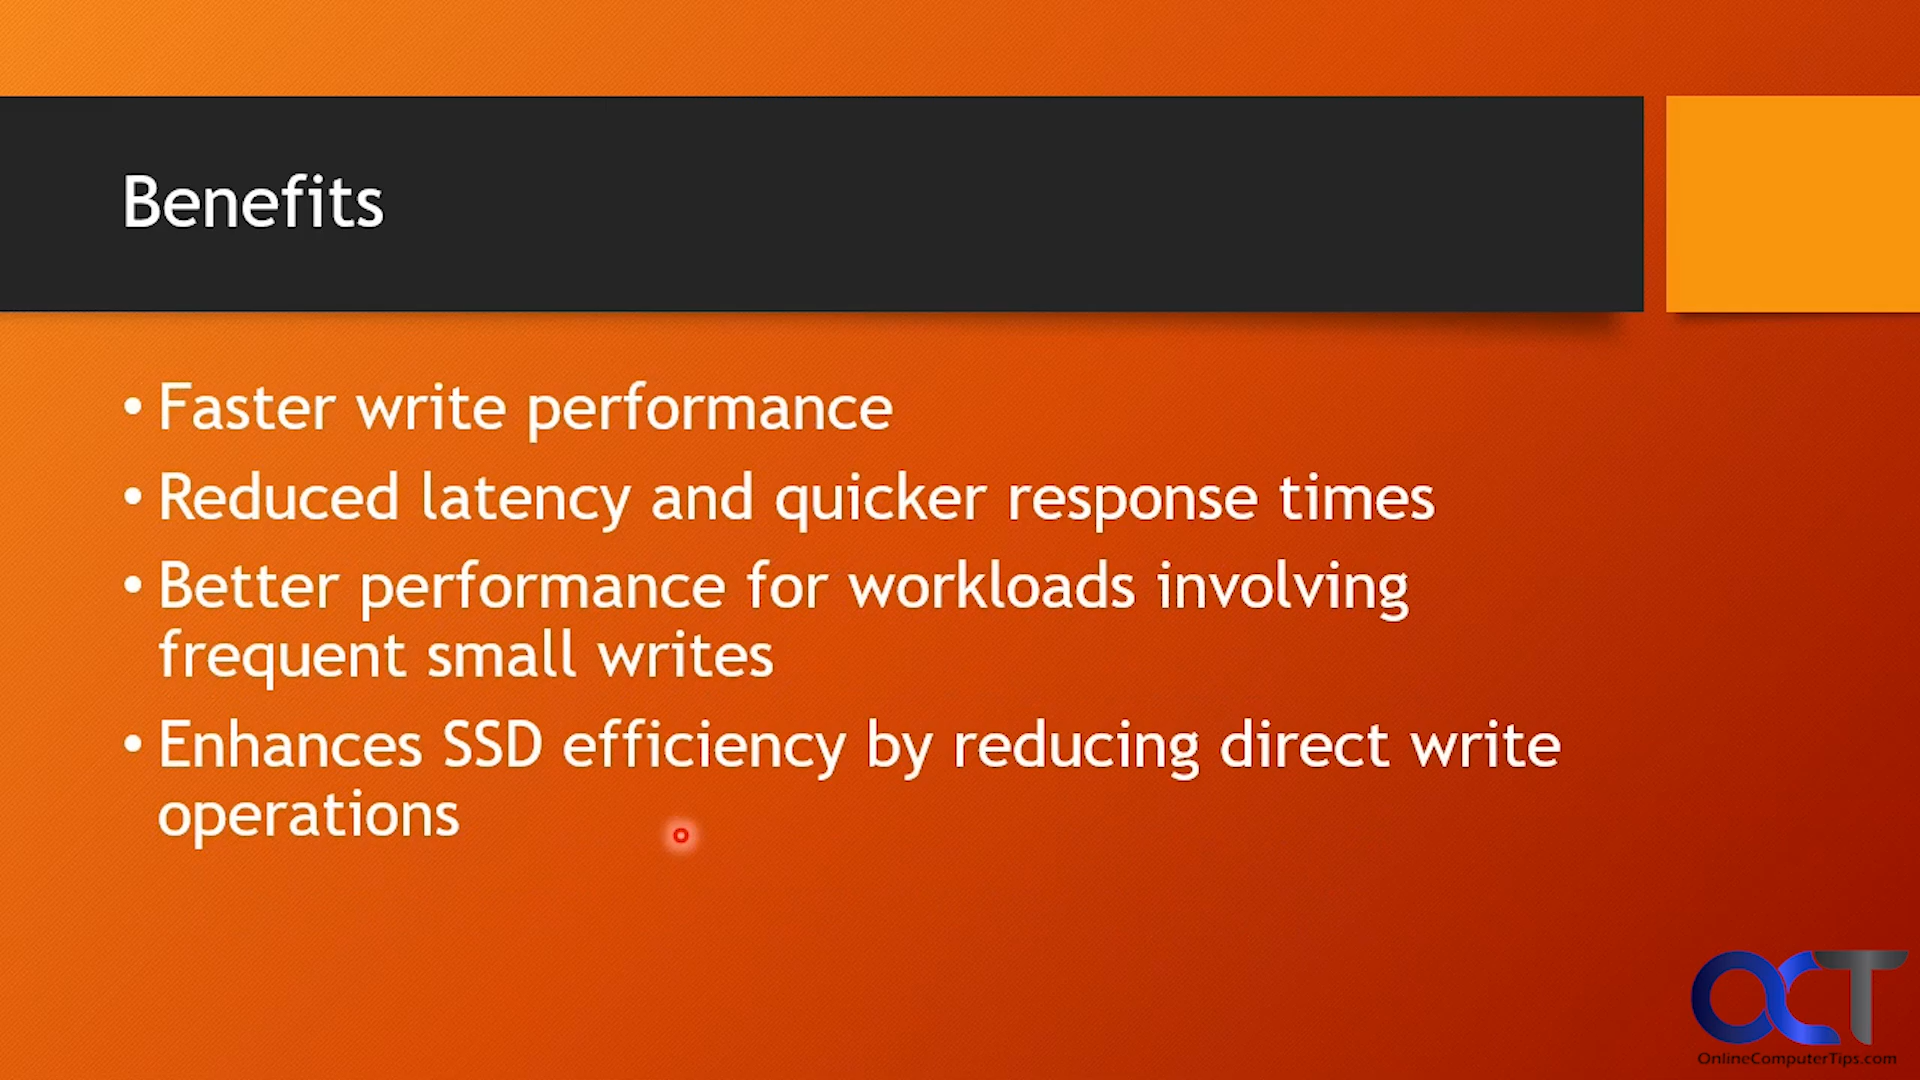 Benefits
• Faster write performance
• Reduced latency and quicker response times
• Better performance for workloads involving
frequent small writes
• Enhances SSD efficiency by reducing direct write
operations
OCT
OnlineComputerTips.com